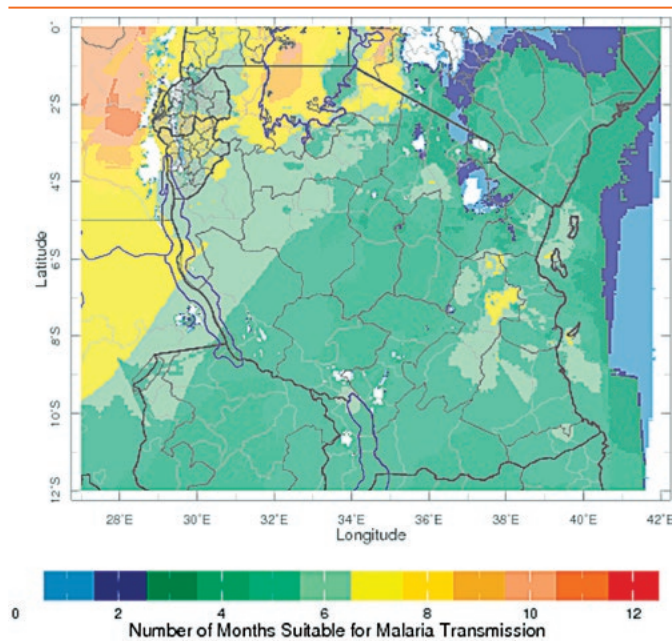 0°
2°S
4°S
6°S
8°S
10°S
12°S
Latitude
28°E 30°E 32°E 34°E 36°E 38°E 40°E 42°E
Longitude
0 2 4 6 8 10 12
Number of Months Suitable for Malaria Transmission